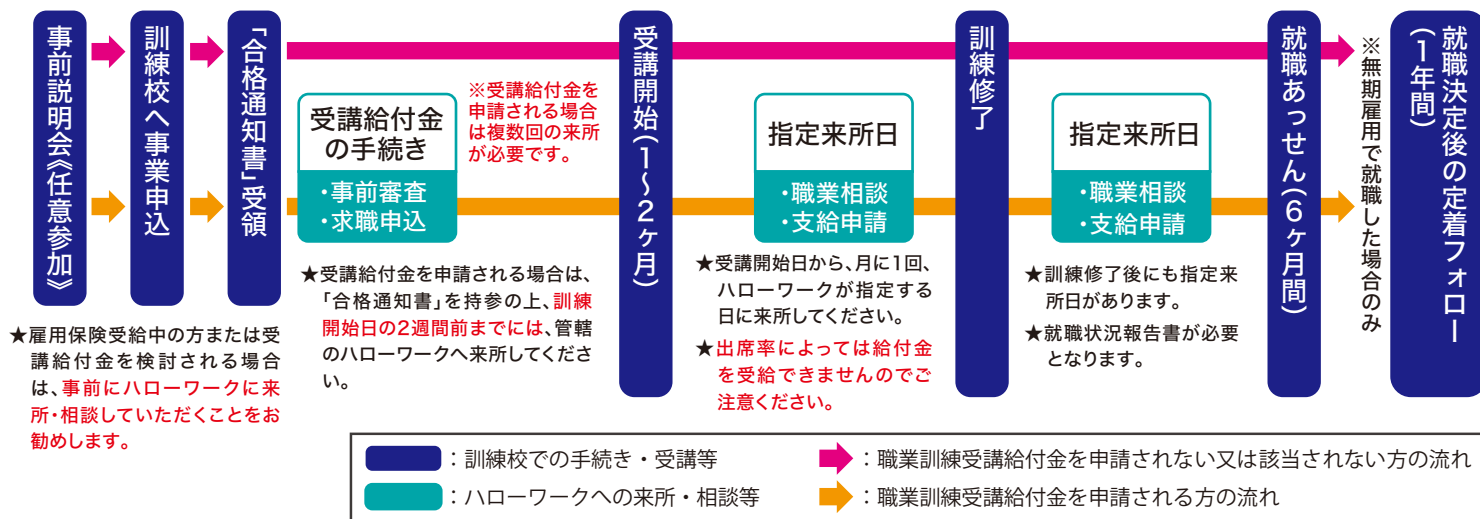 事前説明会《任意参加》
訓練校へ事業申込
「合格通知書」受領
受講給付金
の手続き
・事前審査
・求職申込
※受講給付金を
申請される場合
は複数回の来所
が必要です。
受講開始(1～2ヶ月)
指定来所日
・職業相談
・支給申請
訓練修了
指定来所日
・職業相談
・支給申請
就職あっせん(6ヶ月間)
※無期雇用で就職した場合のみ
就職決定後の定着フォロー
(1年間)
★雇用保険受給中の方または受
講給付金を検討される場合
は、事前にハローワークに来
所・相談していただくことをお
勧めします。
★受講給付金を申請される場合は、
「合格通知書」を持参の上、訓練
開始日の2週間前までには、管轄
のハローワークへ来所してくださ
い。
★受講開始日から、月に1回、
ハローワークが指定する
日に来所してください。
★出席率によっては給付金
を受給できませんのでご
注意ください。
★訓練修了後にも指定来
所日があります。
★就職状況報告書が必要
となります。
：訓練校での手続き・受講等
：職業訓練受講給付金を申請されない又は該当されない方の流れ
：ハローワークへの来所・相談等
：職業訓練受講給付金を申請される方の流れ